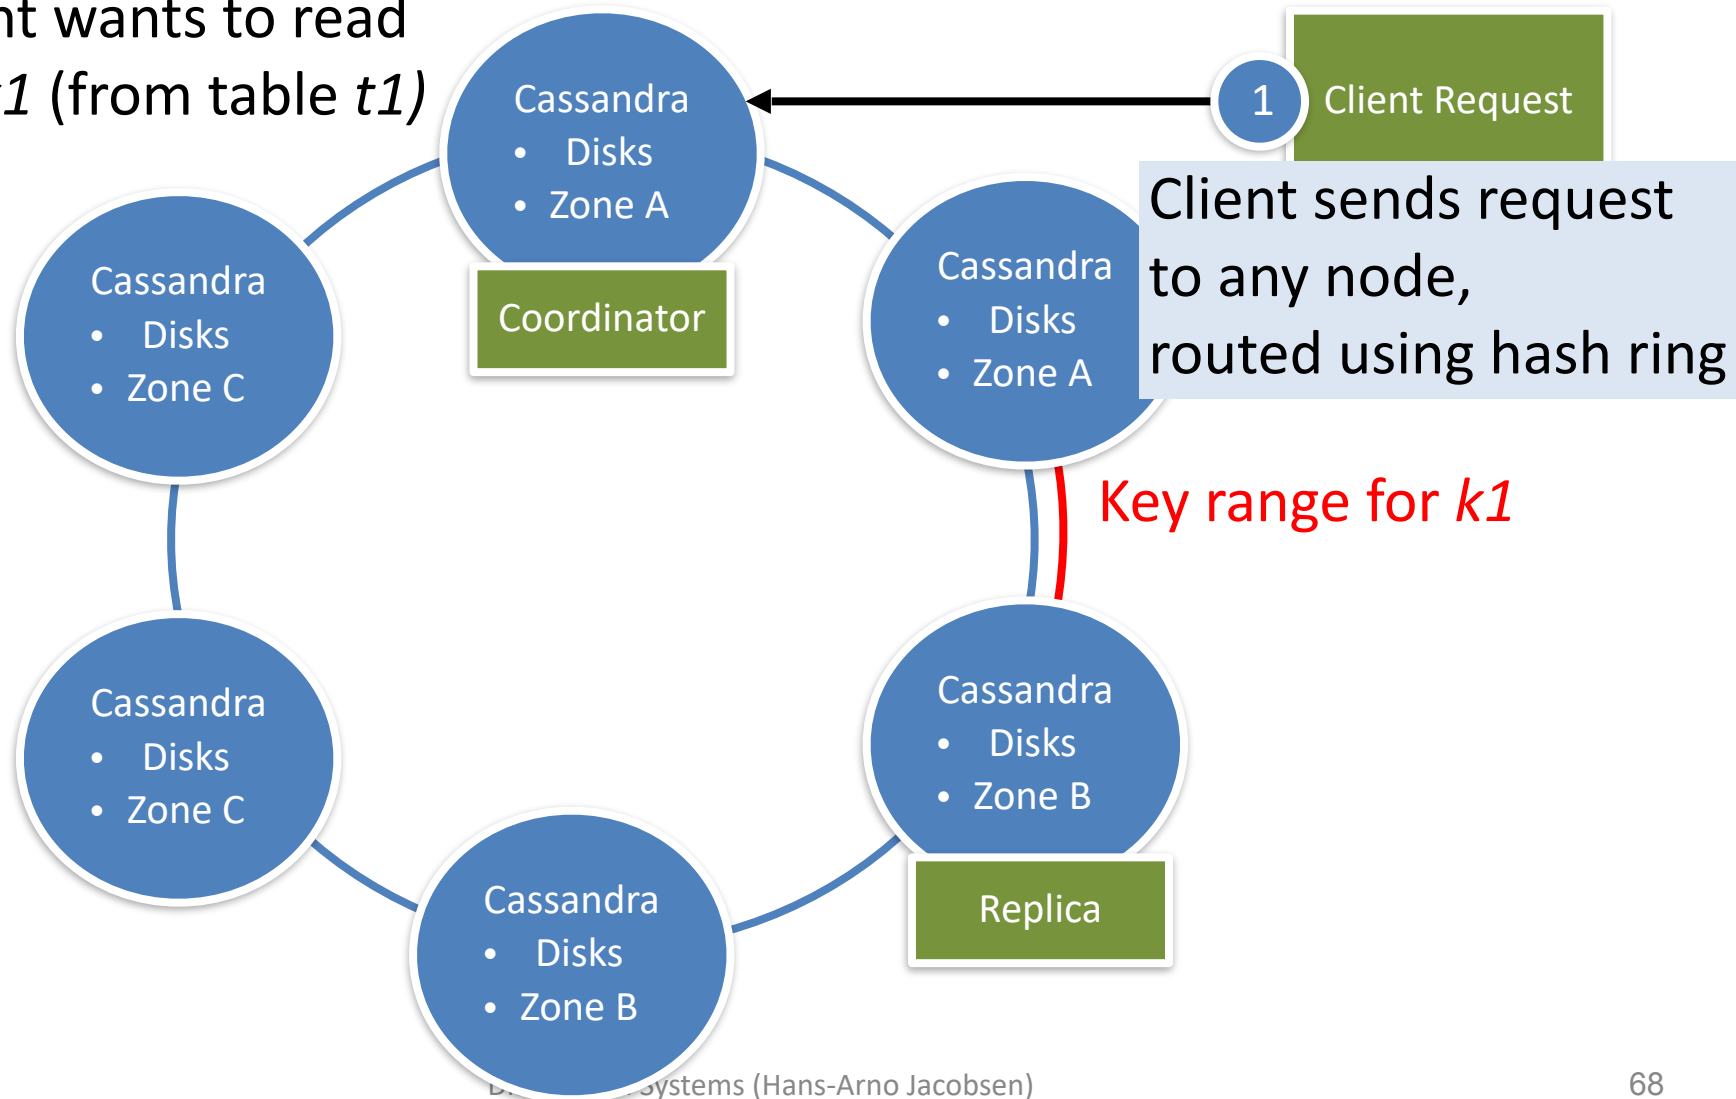 nt wants to read
1 (from table t1)
Cassandra
• Disks
• Zone A
Coordinator
1
Client Request
Client sends request
to any node,
routed using hash ring
Cassandra
• Disks
• Zone C
Cassandra
• Disks
• Zone A
Key range for k1
Cassandra
• Disks
• Zone C
Cassandra
• Disks
• Zone B
Replica
Cassandra
• Disks
• Zone B
Systems (Hans-Arno Jacobsen)
68